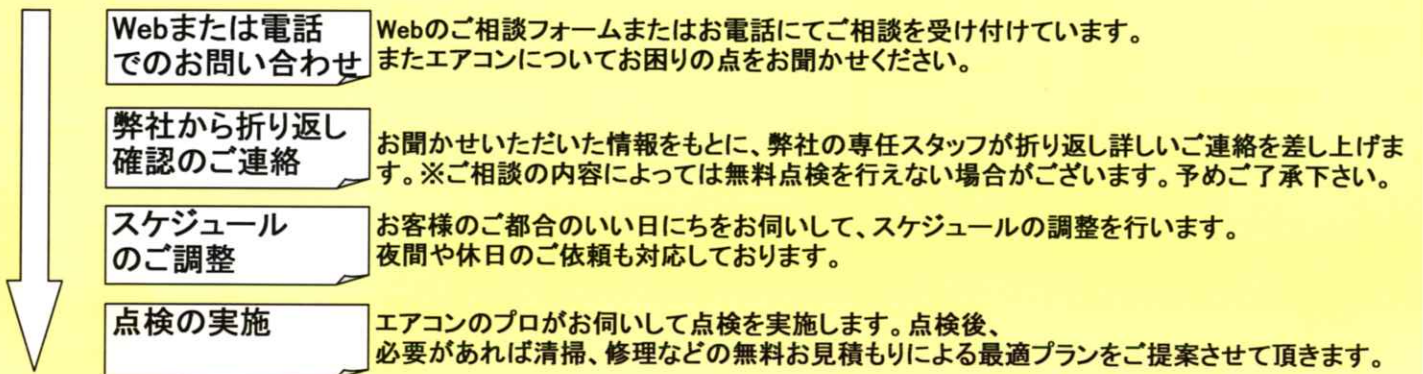 Webまたは電話
でのお問い合わせ
Webのご相談フォームまたはお電話にてご相談を受け付けています。
またエアコンについてお困りの点をお聞かせください。
弊社から折り返し
確認のご連絡
お聞かせいただいた情報をもとに、弊社の専任スタッフが折り返し詳しいご連絡を差し上げま
す。※ご相談の内容によっては無料点検を行えない場合がございます。予めご了承下さい。
スケジュール
のご調整
お客様のご都合のいい日にちをお伺いして、スケジュールの調整を行います。
夜間や休日のご依頼も対応しております。
点検の実施
エアコンのプロがお伺いして点検を実施します。点検後、
必要があれば清掃、修理などの無料お見積もりによる最適プランをご提案させて頂きます。